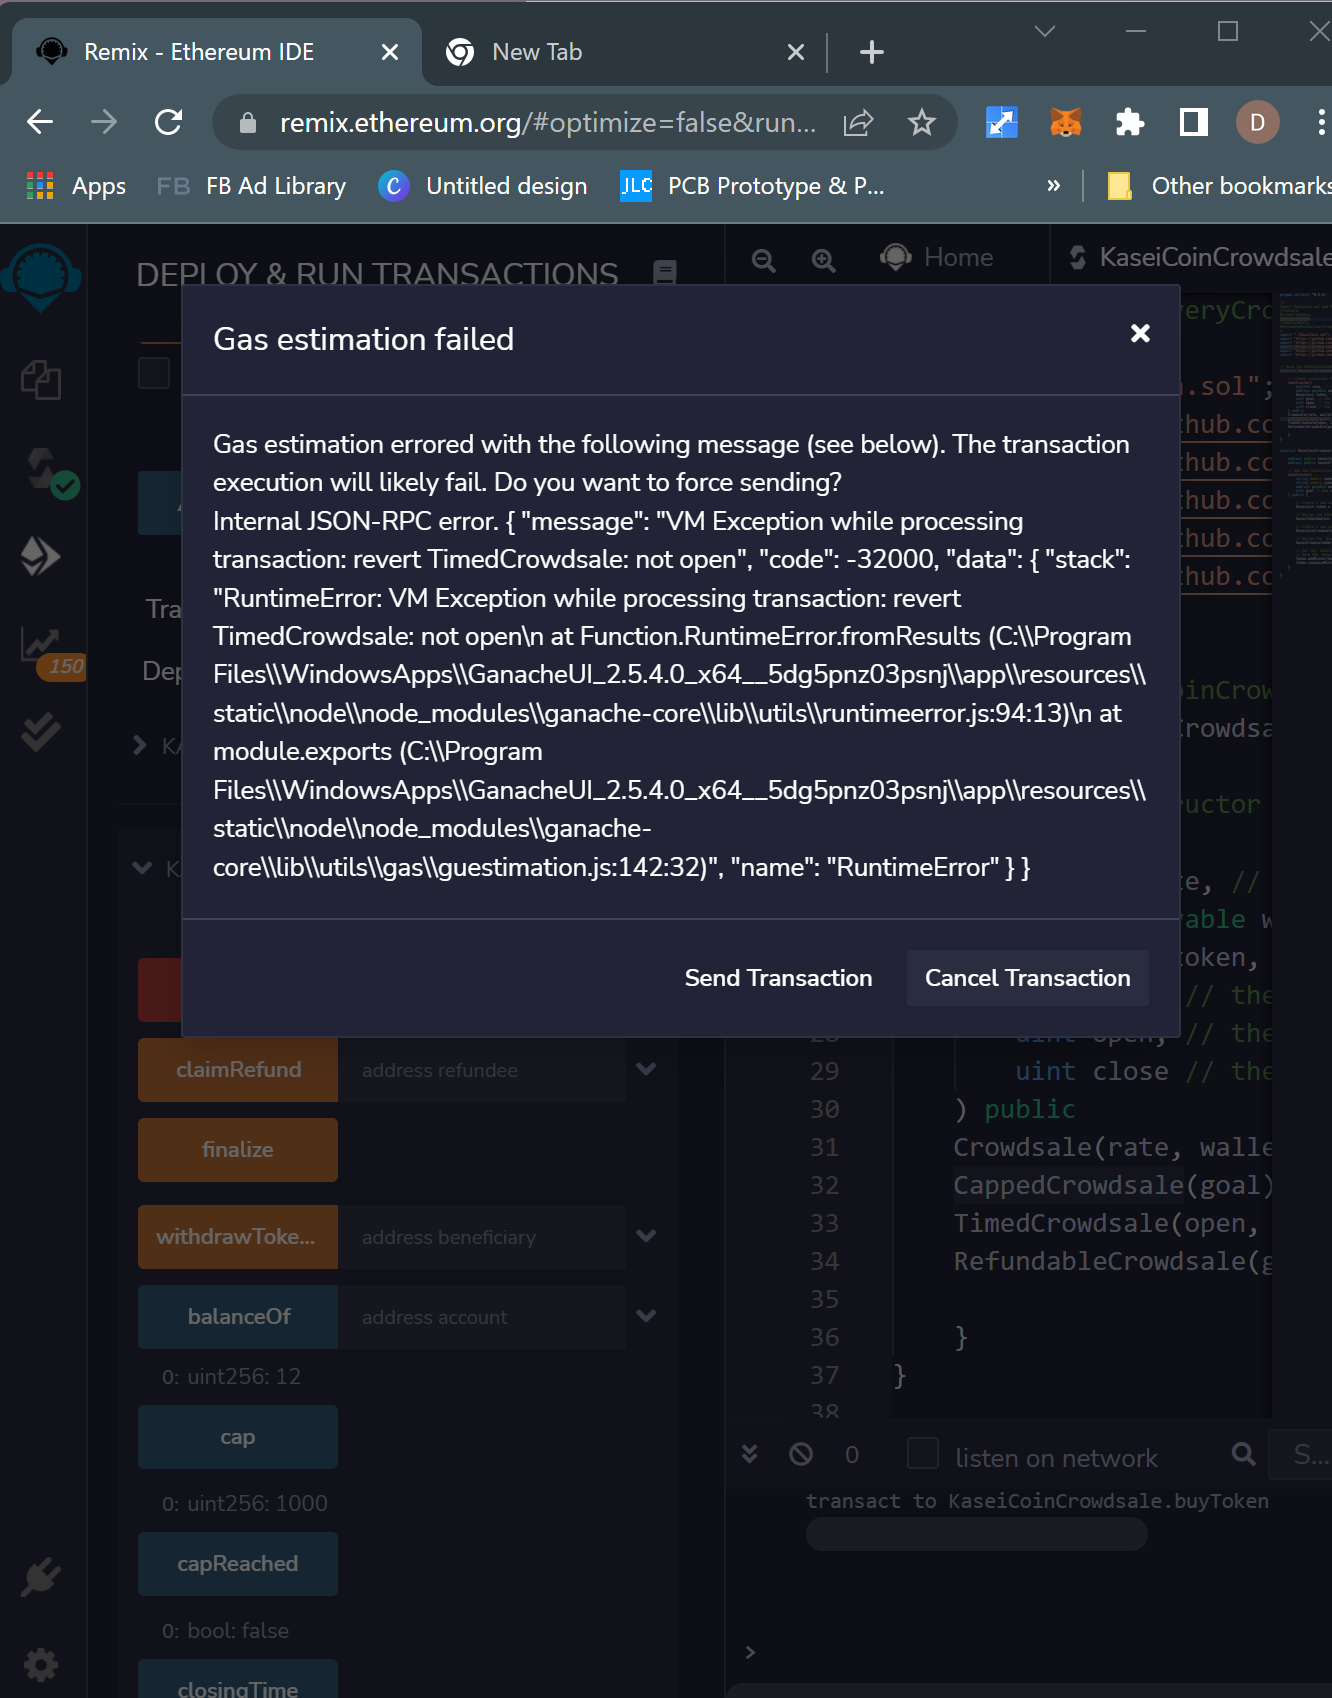 Remix - Ethereum IDE
New Tab
remix.ethereum.org/#optimize=false&run...
D
Apps
FB
FB Ad Library
C
Untitled design
JLC
PCB Prototype & P...
»
Other bookmarks
DEPLOY & RUN TRANSACTIONS
Home
KaseiCoinCrowdsale
Gas estimation failed
Gas estimation errored with the following message (see below). The transaction
execution will likely fail. Do you want to force sending?
Internal JSON-RPC error. { "message": "VM Exception while processing
transaction: revert TimedCrowdsale: not open", "code": -32000, "data": { "stack":
"RuntimeError: VM Exception while processing transaction: revert
TimedCrowdsale: not open\n at Function.RuntimeError.fromResults (C:\\Program
Files\\WindowsApps\\GanacheUI_2.5.4.0_x64__5dg5pnz03psnj\\app\\resources\\
static\\node\\node_modules\\ganache-core\\lib\\utils\\runtimeerror.js:94:13)\n at
module.exports (C:\\Program
Files\\WindowsApps\\GanacheUI_2.5.4.0_x64__5dg5pnz03psnj\\app\\resources\\
static\\node\\node_modules\\ganache-
core\\lib\\utils\\gas\\guestimation.js:142:32)", "name": "RuntimeError" } }
Send Transaction
Cancel Transaction
150
Tra
Dep
KA
K
eryCro
.sol";
hub.co
hub.co
hub.co
hub.co
hub.co
inCrow
rowdsa
uctor
te, //
yable w
token,
// the
28 uint open, // the
29 uint close // the
30 ) public
31 Crowdsale(rate, walle
32 CappedCrowdsale(goal)
33 TimedCrowdsale(open,
34 RefundableCrowdsale(g
35
36 }
37 }
38
claimRefund
address refundee
finalize
withdrawToke...
address beneficiary
balanceOf
address account
0: uint256: 12
cap
0: uint256: 1000
capReached
0: bool: false
closingTime
0
listen on network
S...
transact to KaseiCoinCrowdsale.buyToken
>